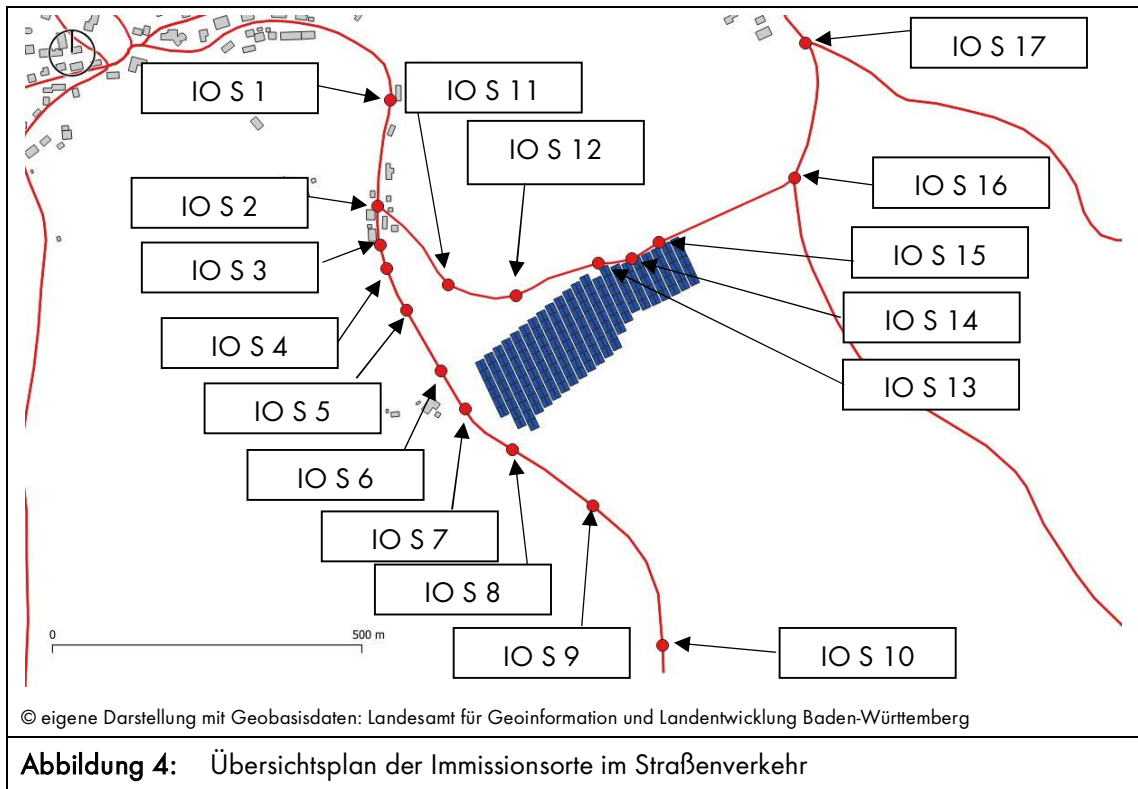 IO S 17
IO S 1
IO S 11
IO S 12
IO S 16
IO S 2
IO S 3
IO S 15
IO S 4
IO S 14
IO S 5
IO S 13
IO S 6
IO S 7
IO S 8
IO S 9
IO S 10
0
500 m
© eigene Darstellung mit Geobasisdaten: Landesamt für Geoinformation und Landentwicklung Baden-Württemberg
Abbildung 4: Übersichtsplan der Immissionsorte im Straßenverkehr